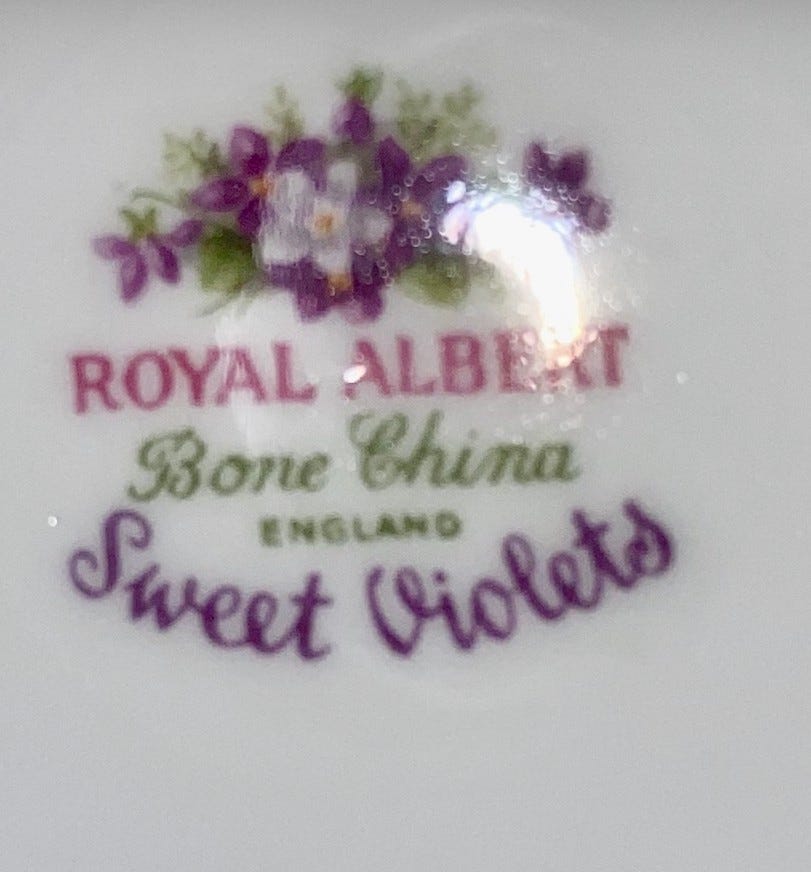 ROYAL ALBERT
Bone China
ENGLAND
Sweet Violets